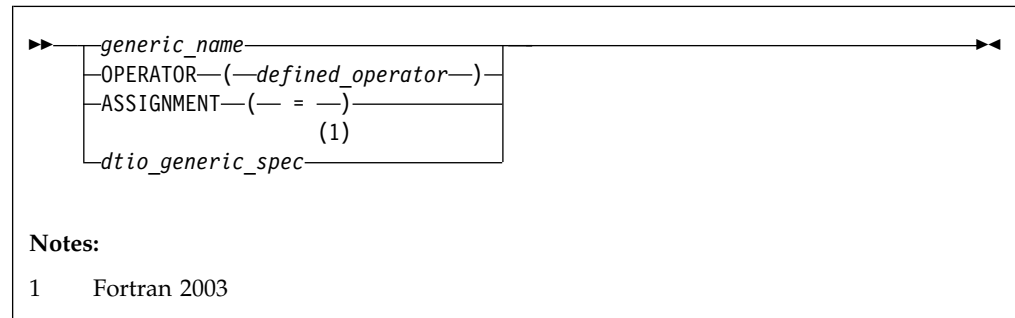 generic_name
OPERATOR ( defined_operator )
ASSIGNMENT ( = )
(1)
dtio_generic_spec
Notes:
1 Fortran 2003